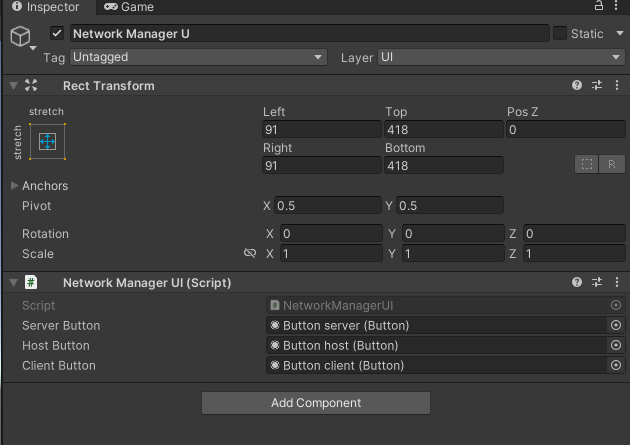 Inspector Game
Network Manager U Static
Tag Untagged Layer UI
Rect Transform
stretch Left Top Pos Z
stretch 91 418 0
Right Bottom
91 418 R
Anchors
Pivot X 0.5 Y 0.5
Rotation X 0 Y 0 Z 0
Scale X 1 Y 1 Z 1
# Network Manager UI (Script)
Script # NetworkManagerUI
Server Button Button server (Button)
Host Button Button host (Button)
Client Button Button client (Button)
Add Component